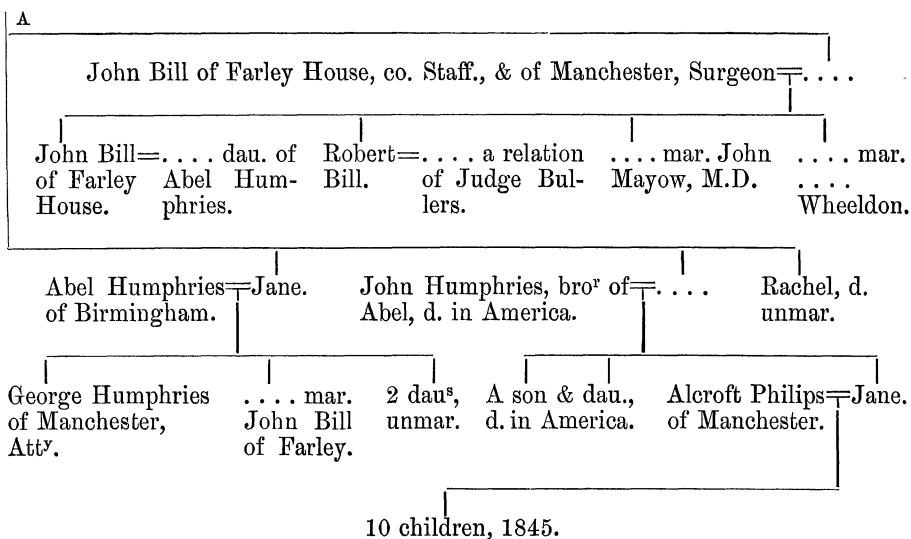 A
John Bill of Farley House, co. Staff., & of Manchester, Surgeon=. . . .
John Bill=. . . . dau. of Robert=. . . . a relation . . . . mar. John . . . . mar.
of Farley Abel Hum- Bill. of Judge Bul- Mayow, M.D. . . . .
House. phries. lers. Wheeldon.
Abel Humphries=Jane. John Humphries, broʳ of=. . . . Rachel, d.
of Birmingham. Abel, d. in America. unmar.
George Humphries . . . . mar. 2 dauˢ, A son & dau., Alcroft Philips=Jane.
of Manchester, John Bill unmar. d. in America. of Manchester.
Attʸ. of Farley.
10 children, 1845.